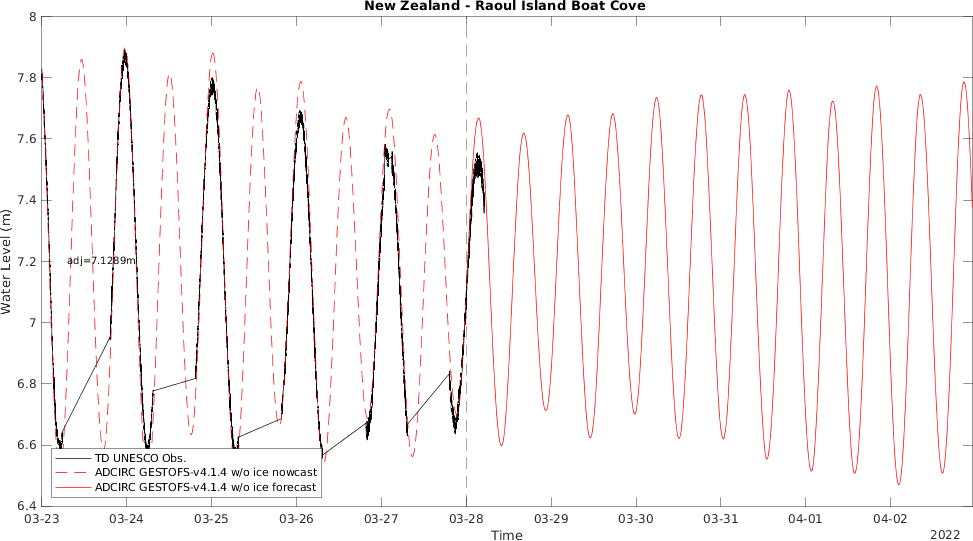 New Zealand - Raoul Island Boat Cove
8
7.8
7.6
7.4
7.2
7
6.8
6.6
6.4
Water Level (m)
adj=7.1289m
TD UNESCO Obs.
ADCIRC GESTOFS-v4.1.4 w/o ice nowcast
ADCIRC GESTOFS-v4.1.4 w/o ice forecast
03-23 03-24 03-25 03-26 03-27 03-28 03-29 03-30 03-31 04-01 04-02
Time
2022